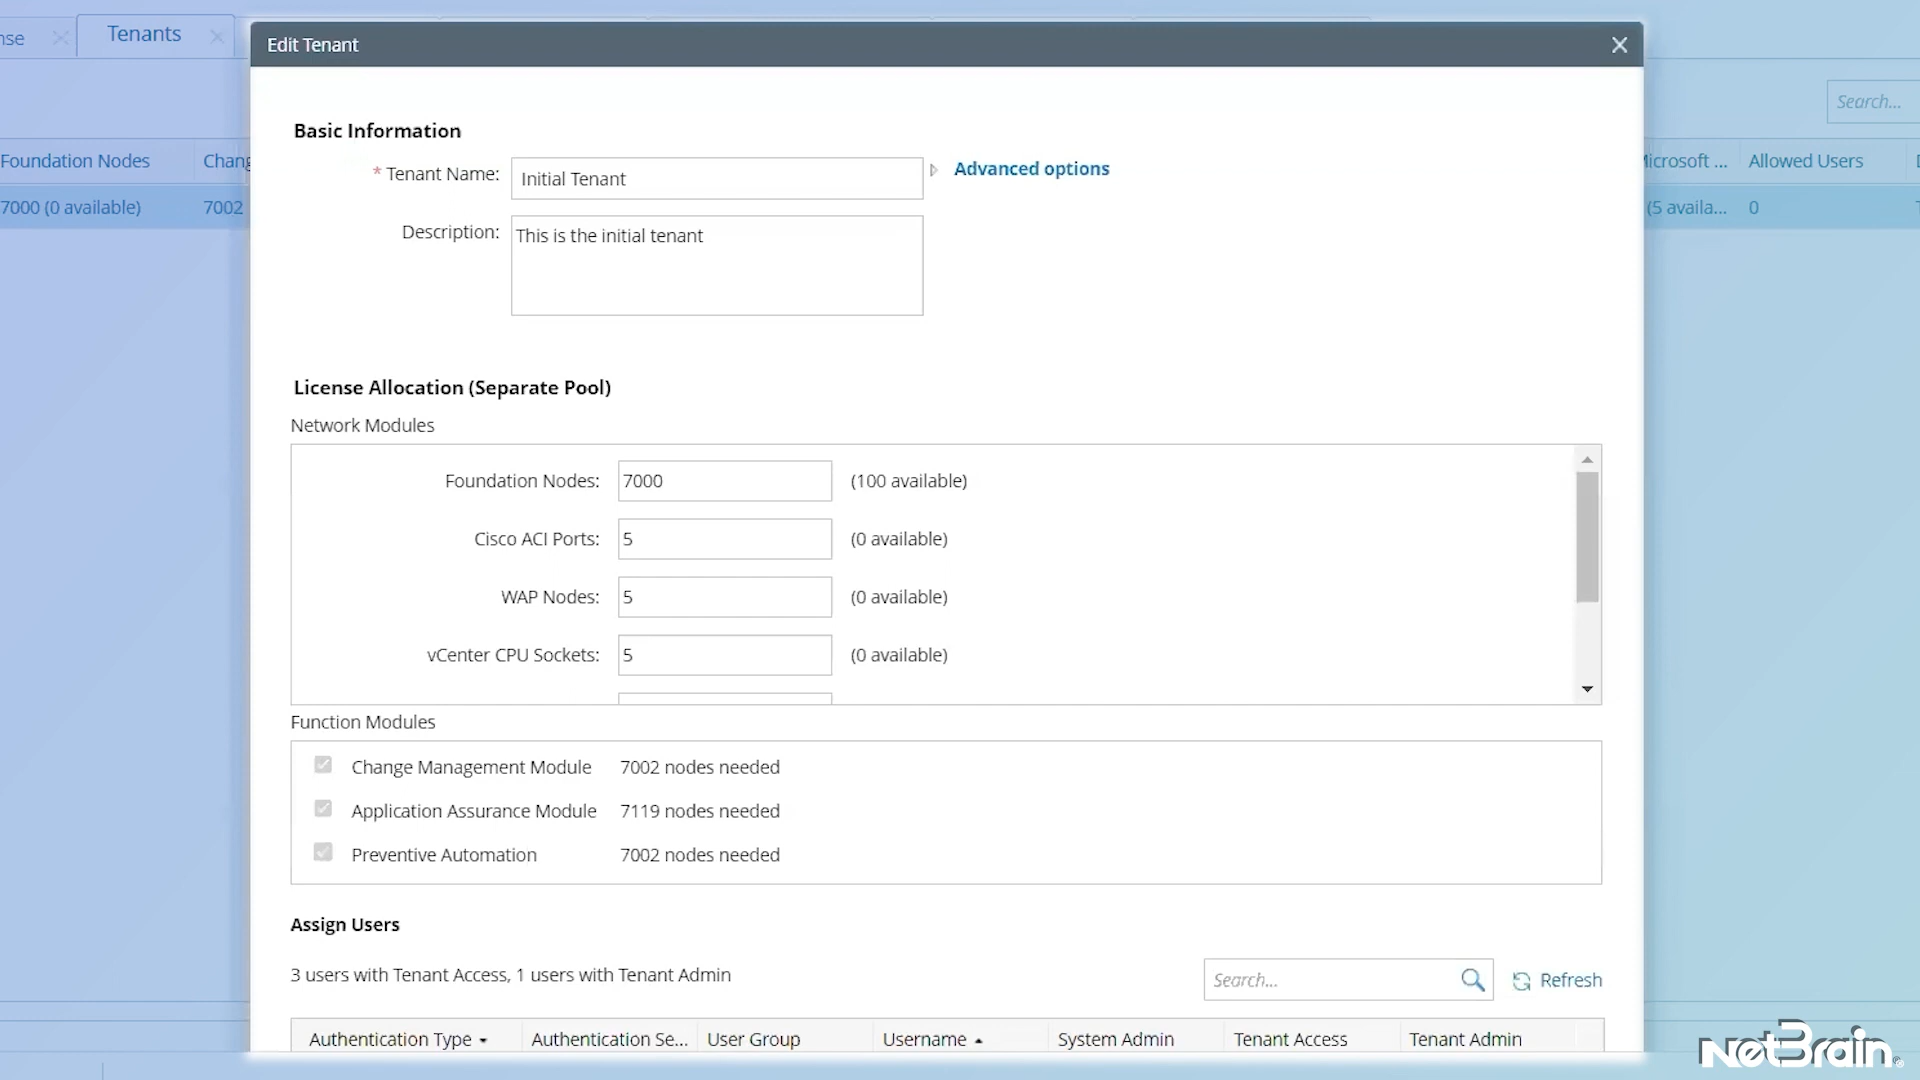 nse
Tenants
Edit Tenant
Search...
Foundation Nodes
Chang
Microsoft ...
Allowed Users
7000 (0 available)
7002
(5 availa...
0
Basic Information
* Tenant Name:
Initial Tenant
Advanced options
Description:
This is the initial tenant
License Allocation (Separate Pool)
Network Modules
Foundation Nodes:
7000
(100 available)
Cisco ACI Ports:
5
(0 available)
WAP Nodes:
5
(0 available)
vCenter CPU Sockets:
5
(0 available)
Function Modules
Change Management Module
7002 nodes needed
Application Assurance Module
7119 nodes needed
Preventive Automation
7002 nodes needed
Assign Users
3 users with Tenant Access, 1 users with Tenant Admin
Search...
Refresh
Authentication Type
Authentication Se...
User Group
Username
System Admin
Tenant Access
Tenant Admin
NetBrain®